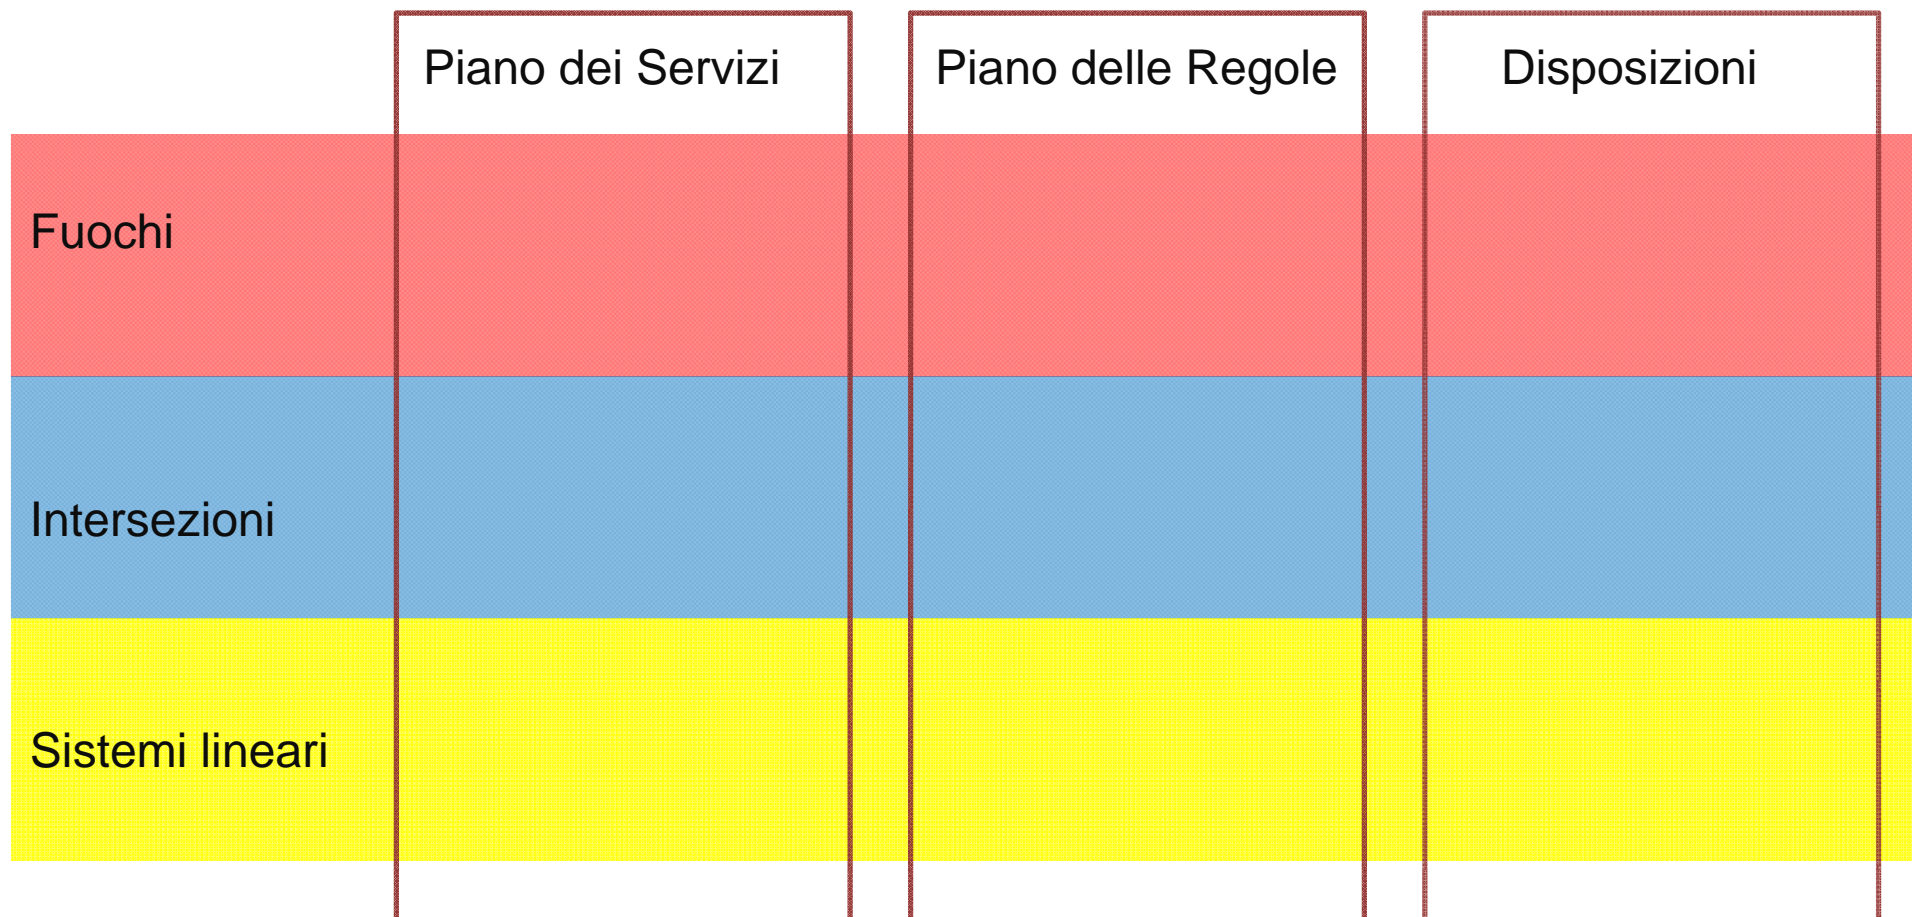 Piano dei Servizi
Piano delle Regole
Disposizioni
Fuochi
Intersezioni
Sistemi lineari